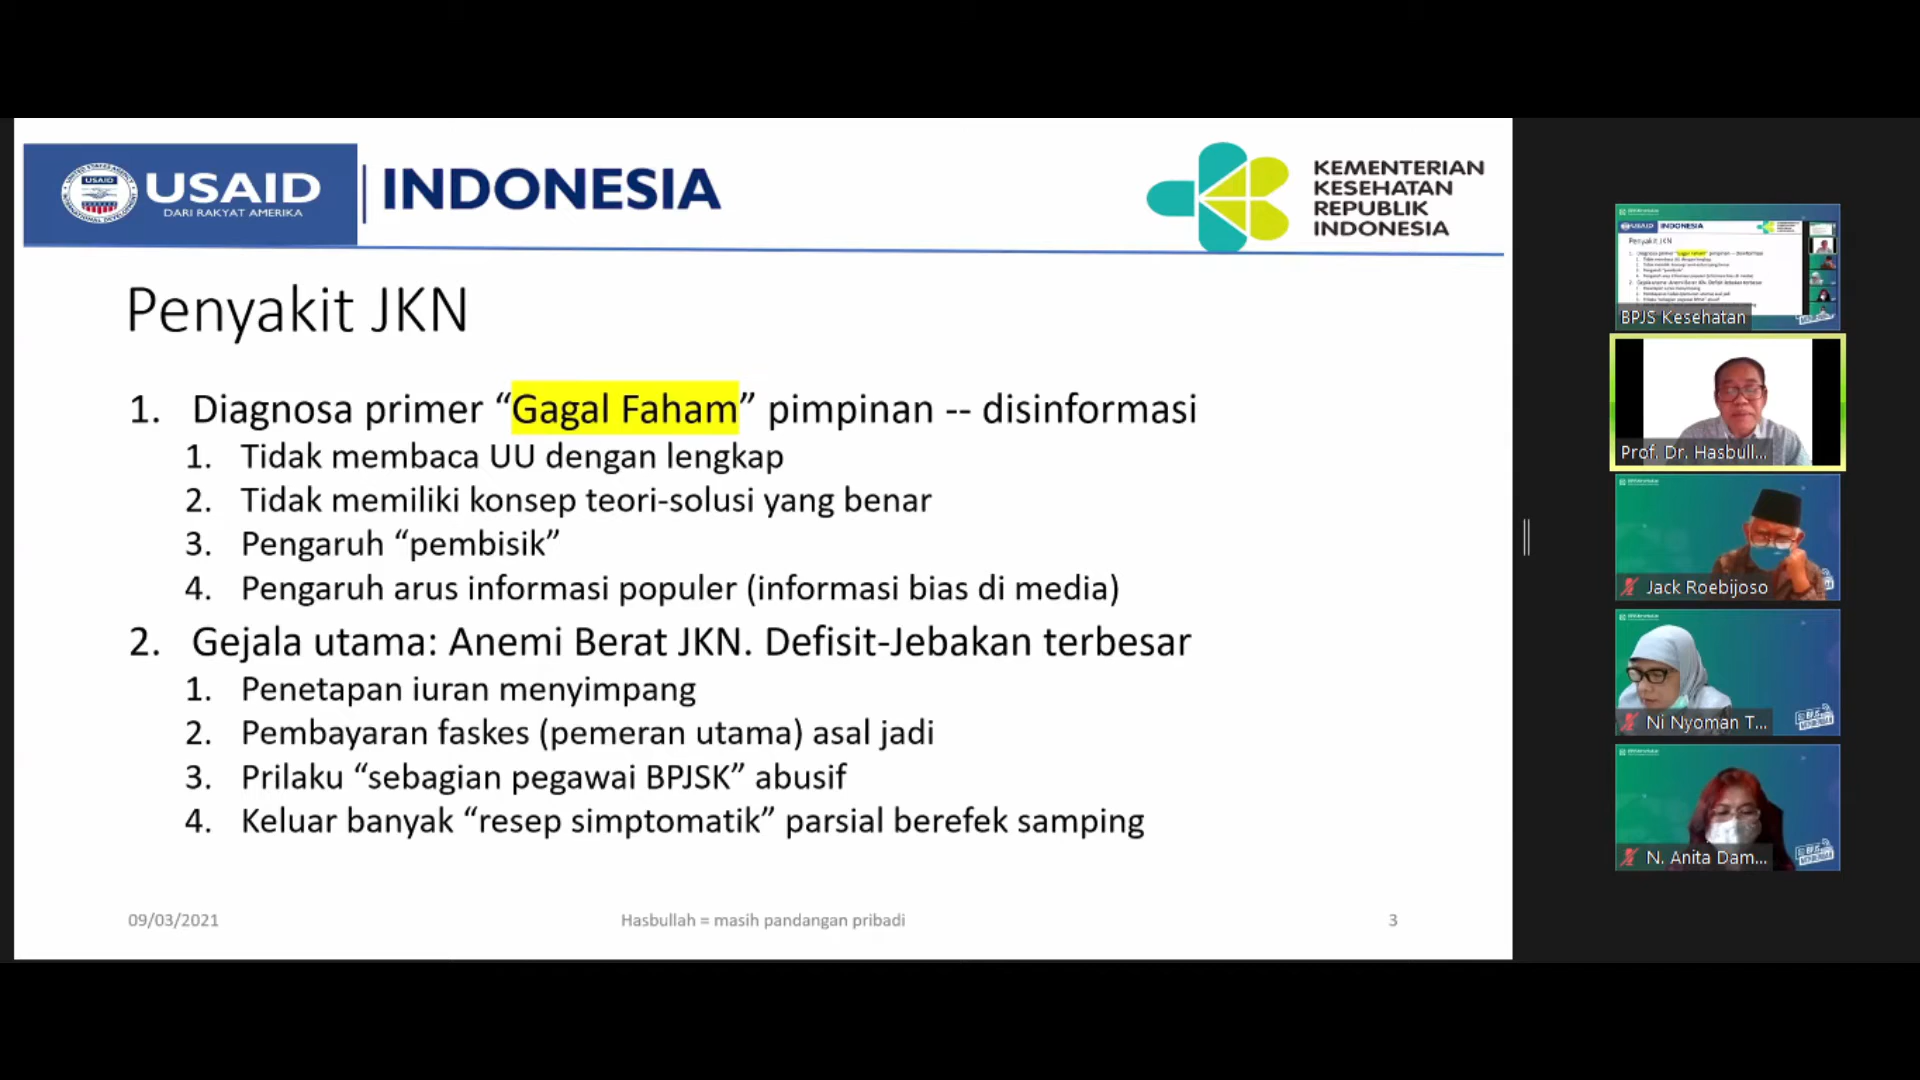 USAID
DARI RAKYAT AMERIKA
INDONESIA
KEMENTERIAN
KESEHATAN
REPUBLIK
INDONESIA
Penyakit JKN
1. Diagnosa primer “Gagal Faham” pimpinan -- disinformasi
1. Tidak membaca UU dengan lengkap
2. Tidak memiliki konsep teori-solusi yang benar
3. Pengaruh “pembisik”
4. Pengaruh arus informasi populer (informasi bias di media)
2. Gejala utama: Anemi Berat JKN. Defisit-Jebakan terbesar
1. Penetapan iuran menyimpang
2. Pembayaran faskes (pemeran utama) asal jadi
3. Prilaku “sebagian pegawai BPJSK” abusif
4. Keluar banyak “resep simptomatik” parsial berefek samping
09/03/2021
Hasbullah = masih pandangan pribadi
3
BPJS Kesehatan
Prof. Dr. Hasbull...
Jack Roebijoso
Ni Nyoman T...
N. Anita Dam...